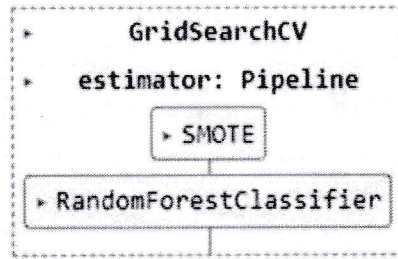 GridSearchCV
estimator: Pipeline
SMOTE
RandomForestClassifier